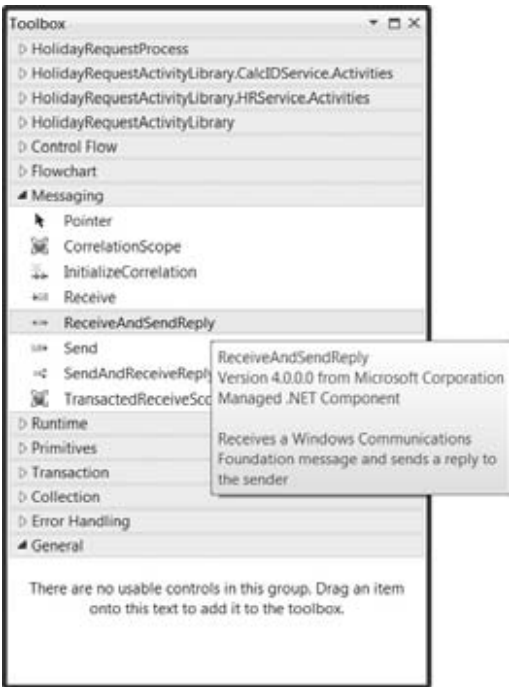 Toolbox
HolidayRequestProcess
HolidayRequestActivityLibrary.CalcIDService.Activities
HolidayRequestActivityLibrary.HRService.Activities
HolidayRequestActivityLibrary
Control Flow
Flowchart
Messaging
Pointer
CorrelationScope
InitializeCorrelation
Receive
ReceiveAndSendReply
Send
SendAndReceiveReply
TransactedReceiveSco
ReceiveAndSendReply
Version 4.0.0.0 from Microsoft Corporation
Managed .NET Component
Receives a Windows Communications
Foundation message and sends a reply to
the sender
Runtime
Primitives
Transaction
Collection
Error Handling
General
There are no usable controls in this group. Drag an item
onto this text to add it to the toolbox.